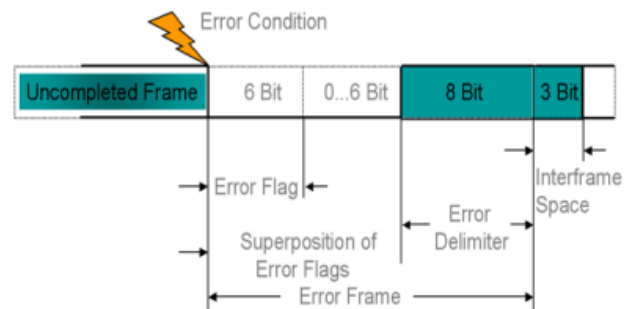 Error Condition
Uncompleted Frame 6 Bit 0...6 Bit 8 Bit 3 Bit
Error Flag
Interframe
Space
Error
Delimiter
Superposition of
Error Flags
Error Frame